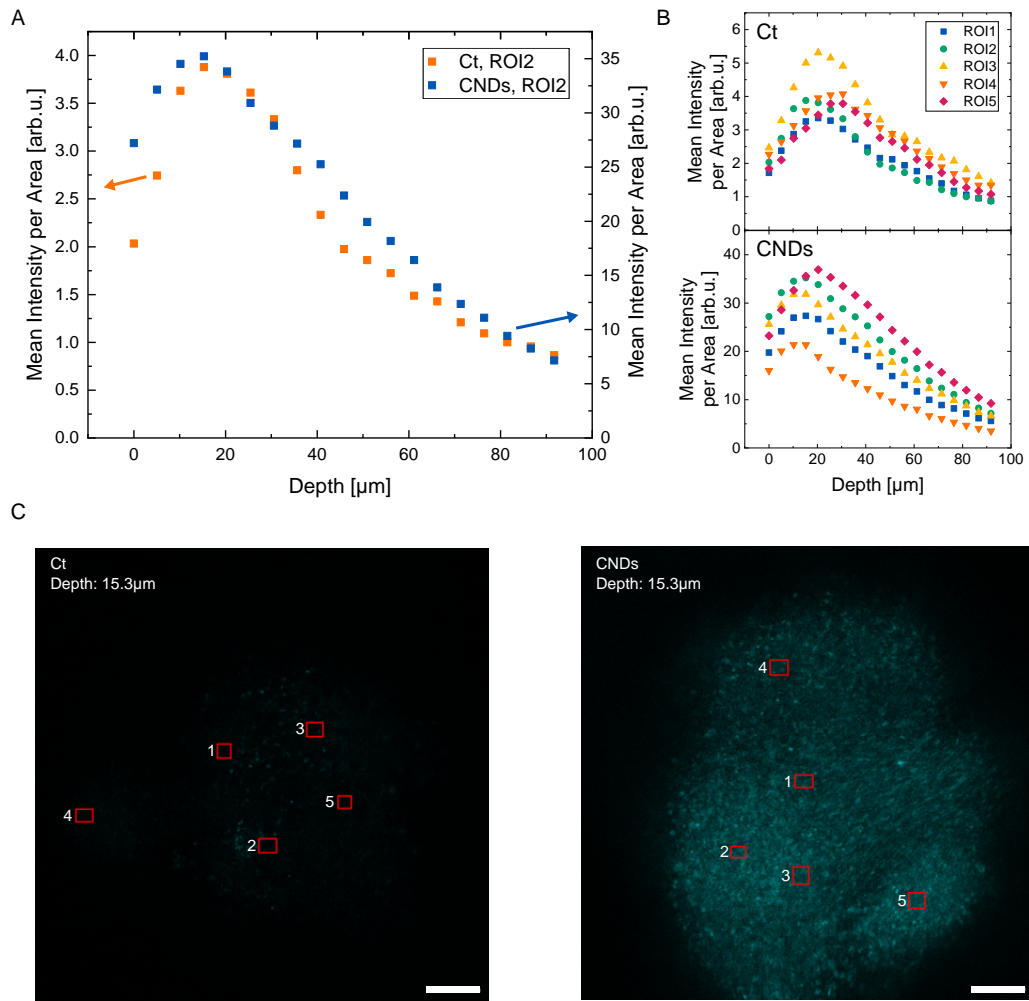 A
B
Mean Intensity per Area [arb.u.]
4.0
3.5
3.0
2.5
2.0
1.5
1.0
0.5
0.0
Ct, ROI2
CNDs, ROI2
35
30
25
20
15
10
5
0
Mean Intensity per Area [arb.u.]
0 20 40 60 80 100
Depth [µm]
Ct
ROI1
ROI2
ROI3
ROI4
ROI5
Mean Intensity
per Area [arb.u.]
6
5
4
3
2
1
0
CNDs
Mean Intensity
per Area [arb.u.]
40
30
20
10
0
0 20 40 60 80 100
Depth [µm]
C
Ct
Depth: 15.3µm
3
1
5
4
2
CNDs
Depth: 15.3µm
4
1
2
3
5